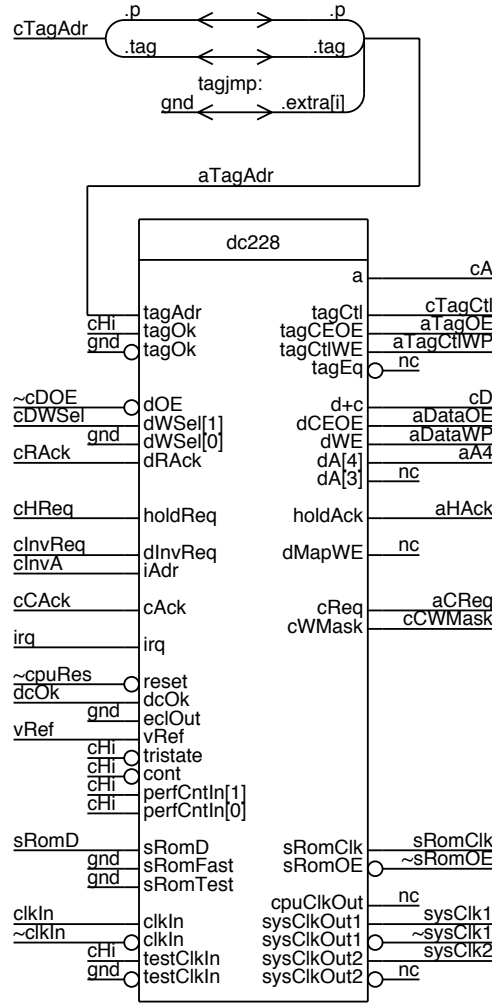 .p .p
cTagAdr
.tag .tag
tagjmp:
gnd .extra[i]
aTagAdr
dc228
a cA
tagAdr tagCtl cTagCtl
cHi tagOk tagCEOE aTagOE
gnd tagOk tagCtlWE aTagCtlWP
tagEq nc
~cDOE dOE d+c cD
cDWSel dWSel[1] dCEOE aDataOE
gnd dWSel[0] dWE aDataWP
cRAck dRAck dA[4] aA4
dA[3] nc
cHReq holdReq holdAck aHAck
cInvReq dInvReq dMapWE nc
cInvA iAdr
cCAck cAck cReq aCReq
cWMask cCWMask
irq irq
~cpuRes reset
dcOk dcOk
gnd eclOut
vRef vRef
cHi tristate
cHi cont
cHi perfCntIn[1]
cHi perfCntIn[0]
sRomD sRomD sRomClk sRomClk
gnd sRomFast sRomOE ~sRomOE
gnd sRomTest
cpuClkOut nc
clkIn clkIn sysClkOut1 sysClk1
~clkIn clkIn sysClkOut1 ~sysClk1
cHi testClkIn sysClkOut2 sysClk2
gnd testClkIn sysClkOut2 nc